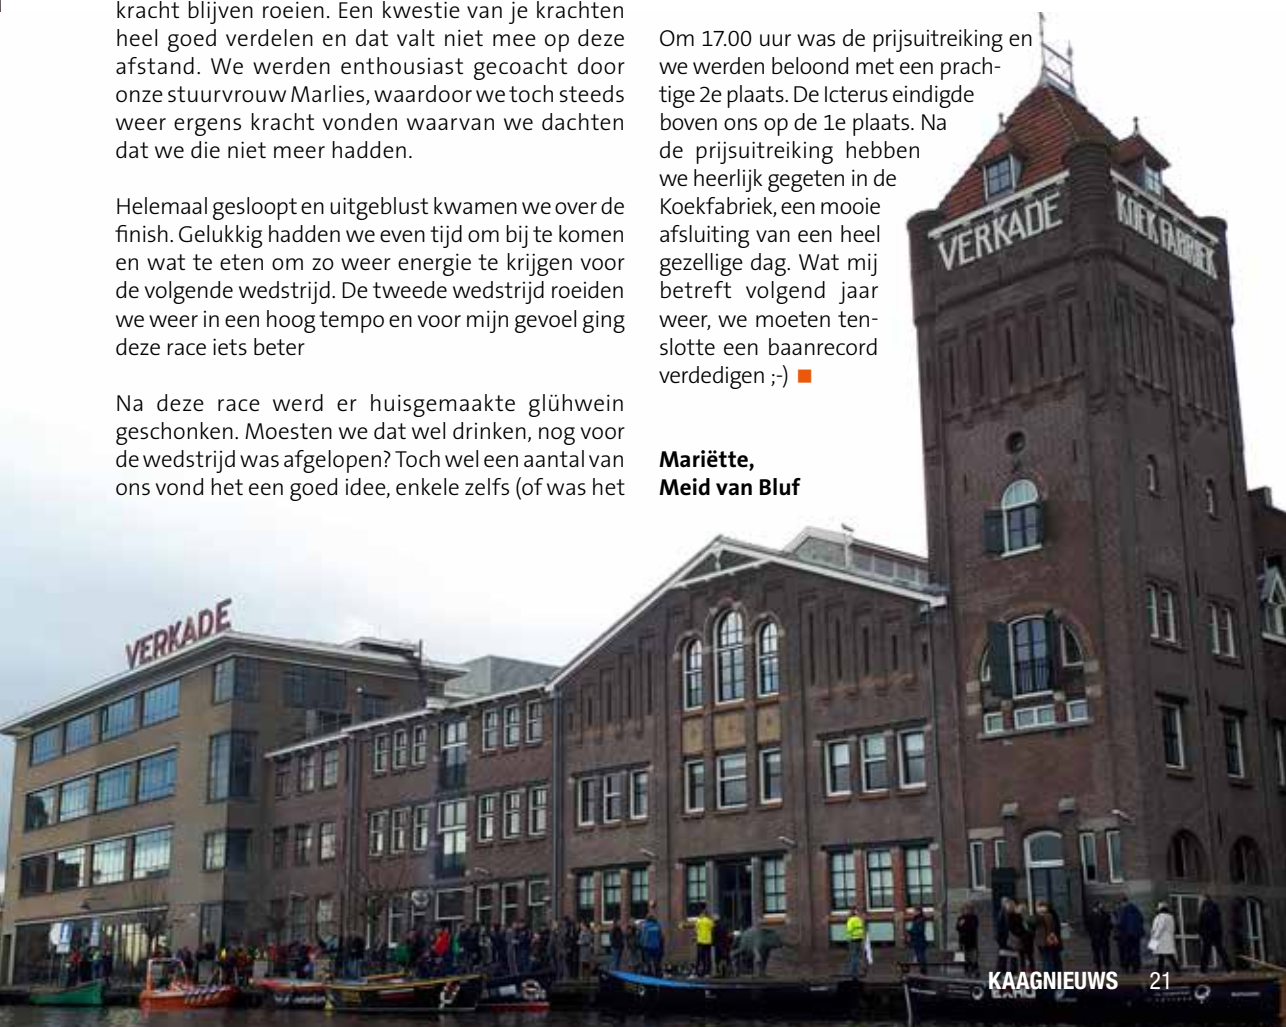 kracht blijven roeien. Een kwestie van je krachten
heel goed verdelen en dat valt niet mee op deze
afstand. We werden enthousiast gecoacht door
onze stuurvrouw Marlies, waardoor we toch steeds
weer ergens kracht vonden waarvan we dachten
dat we die niet meer hadden.
Helemaal gesloopt en uitgeblust kwamen we over de
finish. Gelukkig hadden we even tijd om bij te komen
en wat te eten om zo weer energie te krijgen voor
de volgende wedstrijd. De tweede wedstrijd roeiden
we weer in een hoog tempo en voor mijn gevoel ging
deze race iets beter
Na deze race werd er huisgemaakte glühwein
geschonken. Moesten we dat wel drinken, nog voor
de wedstrijd was afgelopen? Toch wel een aantal van
ons vond het een goed idee, enkele zelfs (of was het
Om 17.00 uur was de prijsuitreiking en
we werden beloond met een prach-
tige 2e plaats. De Icterus eindigde
boven ons op de 1e plaats. Na
de prijsuitreiking hebben
we heerlijk gegeten in de
Koekfabriek, een mooie
afsluiting van een heel
gezellige dag. Wat mij
betreft volgend jaar
weer, we moeten ten-
slotte een baanrecord
verdedigen ;-)
Mariëtte,
Meid van Bluf
VERKADE
KOEKFABRIEK
VERKADE
KAAGNIEUWS 21